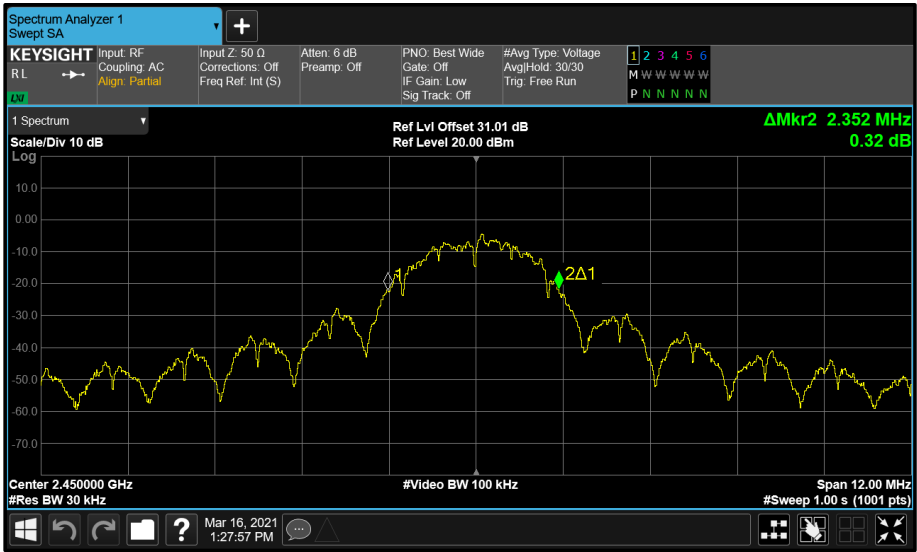 Spectrum Analyzer 1
Swept SA
+
KEYSIGHT Input: RF Input Z: 50 Ω Atten: 6 dB PNO: Best Wide #Avg Type: Voltage 1 2 3 4 5 6
RL Coupling: AC Corrections: Off Preamp: Off Gate: Off Avg|Hold: 30/30 M W W W W W W
Align: Partial Freq Ref: Int (S) IF Gain: Low Trig: Free Run
LXI Sig Track: Off P N N N N N
1 Spectrum
Ref Lvl Offset 31.01 dB ΔMkr2 2.352 MHz
Scale/Div 10 dB Ref Level 20.00 dBm 0.32 dB
Log
10.0
0.00
-10.0
1 2Δ1
-20.0
-30.0
-40.0
-50.0
-60.0
-70.0
Center 2.450000 GHz #Video BW 100 kHz Span 12.00 MHz
#Res BW 30 kHz #Sweep 1.00 s (1001 pts)
? Mar 16, 2021
1:27:57 PM